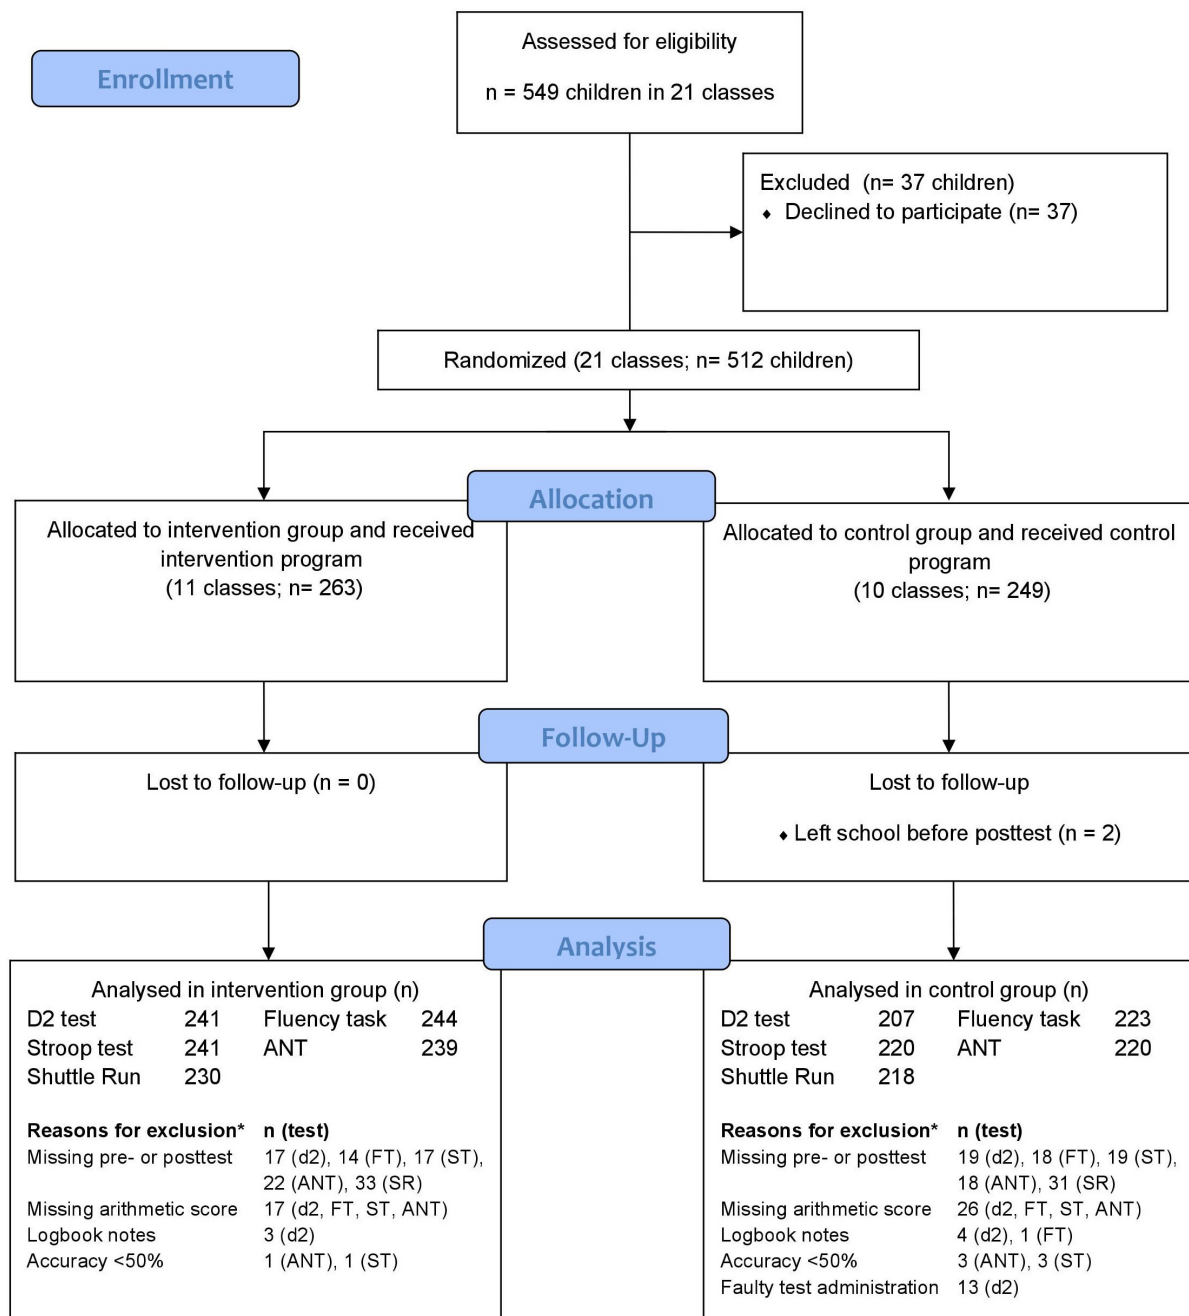 Enrollment
Assessed for eligibility
n = 549 children in 21 classes
Excluded (n= 37 children)
♦ Declined to participate (n= 37)
Randomized (21 classes; n= 512 children)
Allocation
Allocated to intervention group and received
intervention program
(11 classes; n= 263)
Allocated to control group and received control
program
(10 classes; n= 249)
Follow-Up
Lost to follow-up (n = 0)
Lost to follow-up
♦ Left school before posttest (n = 2)
Analysis
Analysed in intervention group (n)
D2 test 241 Fluency task 244
Stroop test 241 ANT 239
Shuttle Run 230
Reasons for exclusion* n (test)
Missing pre- or posttest 17 (d2), 14 (FT), 17 (ST),
22 (ANT), 33 (SR)
Missing arithmetic score 17 (d2, FT, ST, ANT)
Logbook notes 3 (d2)
Accuracy <50% 1 (ANT), 1 (ST)
Analysed in control group (n)
D2 test 207 Fluency task 223
Stroop test 220 ANT 220
Shuttle Run 218
Reasons for exclusion* n (test)
Missing pre- or posttest 19 (d2), 18 (FT), 19 (ST),
18 (ANT), 31 (SR)
Missing arithmetic score 26 (d2, FT, ST, ANT)
Logbook notes 4 (d2), 1 (FT)
Accuracy <50% 3 (ANT), 3 (ST)
Faulty test administration 13 (d2)